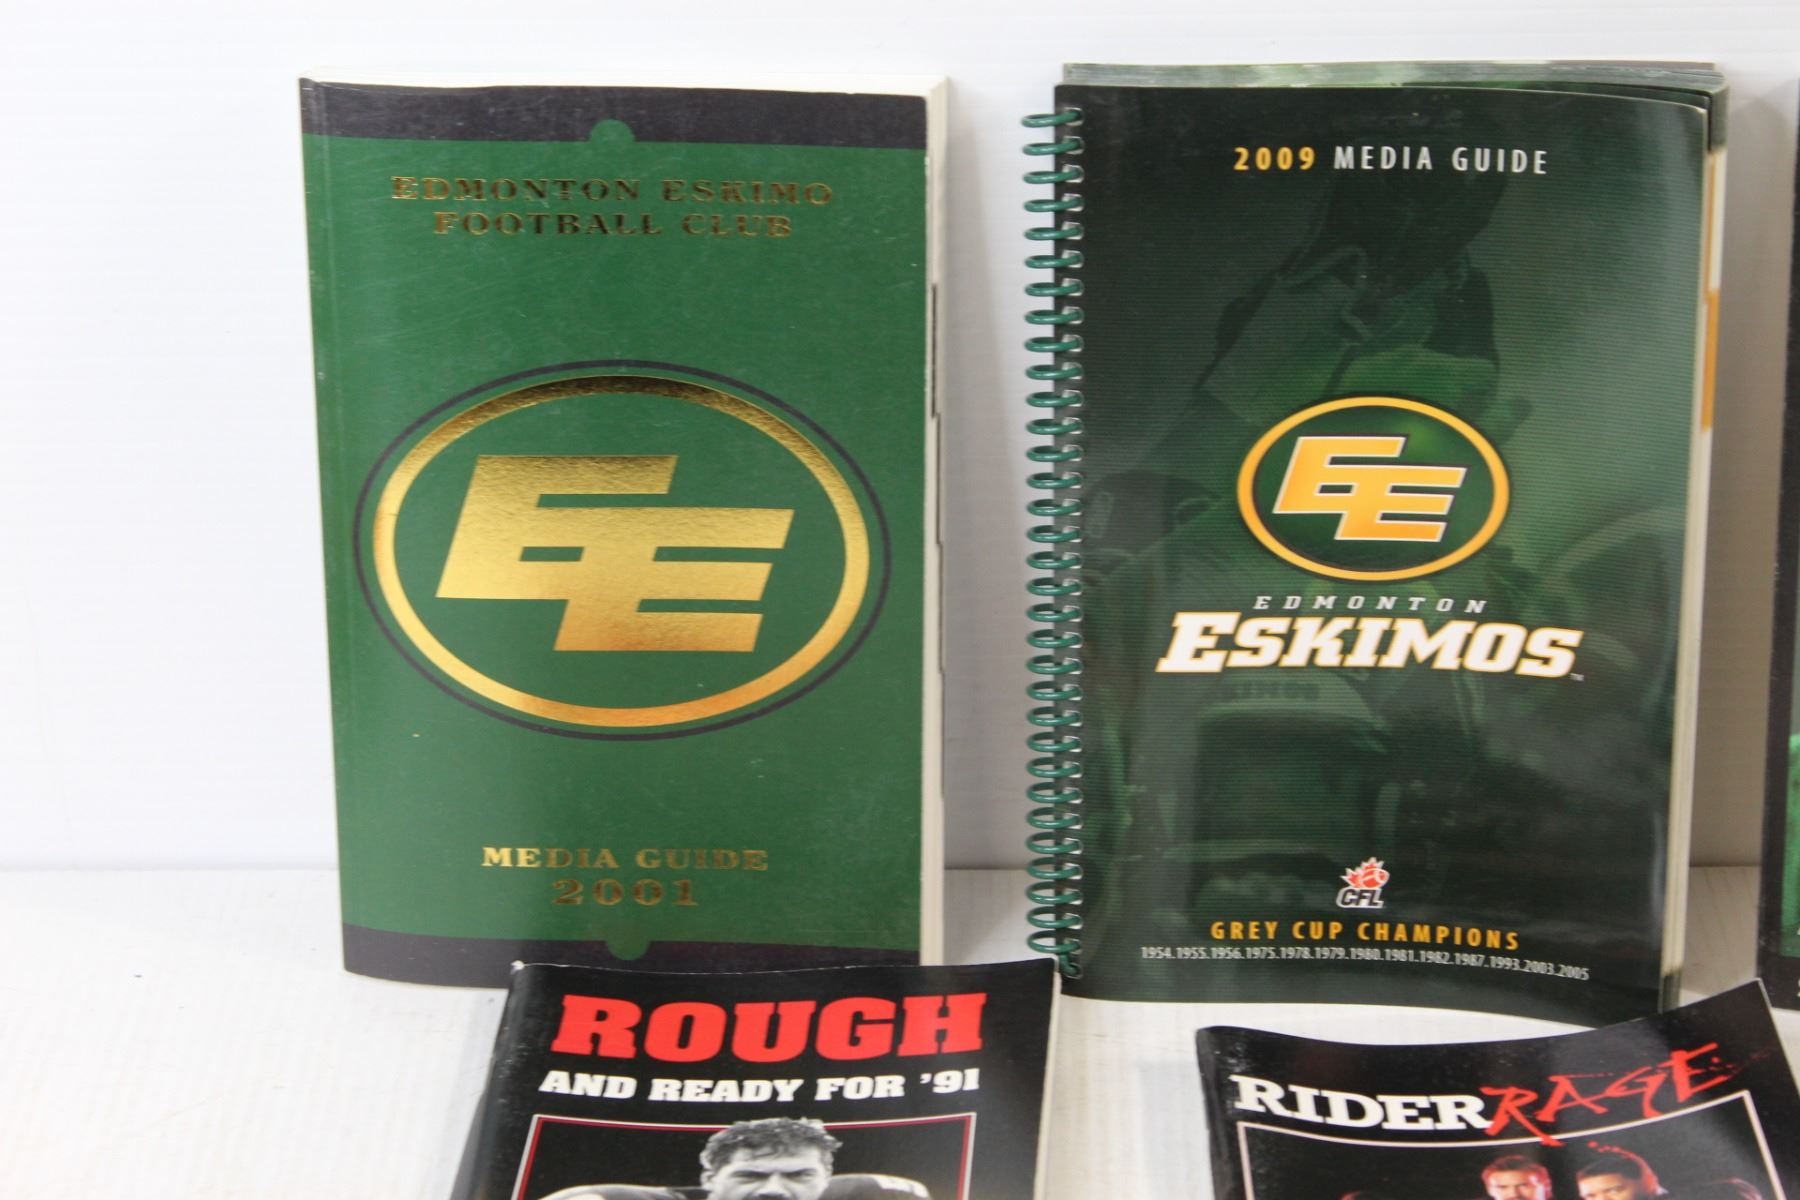 EDMONTON ESKIMO
FOOTBALL CLUB
EE
MEDIA GUIDE
2001
2009 MEDIA GUIDE
EE
EDMONTON
ESKIMOS
TM
CFL
GREY CUP CHAMPIONS
1954.1955.1956.1975.1978.1979.1980.1981.1982.1987.1993.2003.2005
ROUGH
AND READY FOR '91
RIDER RAGE